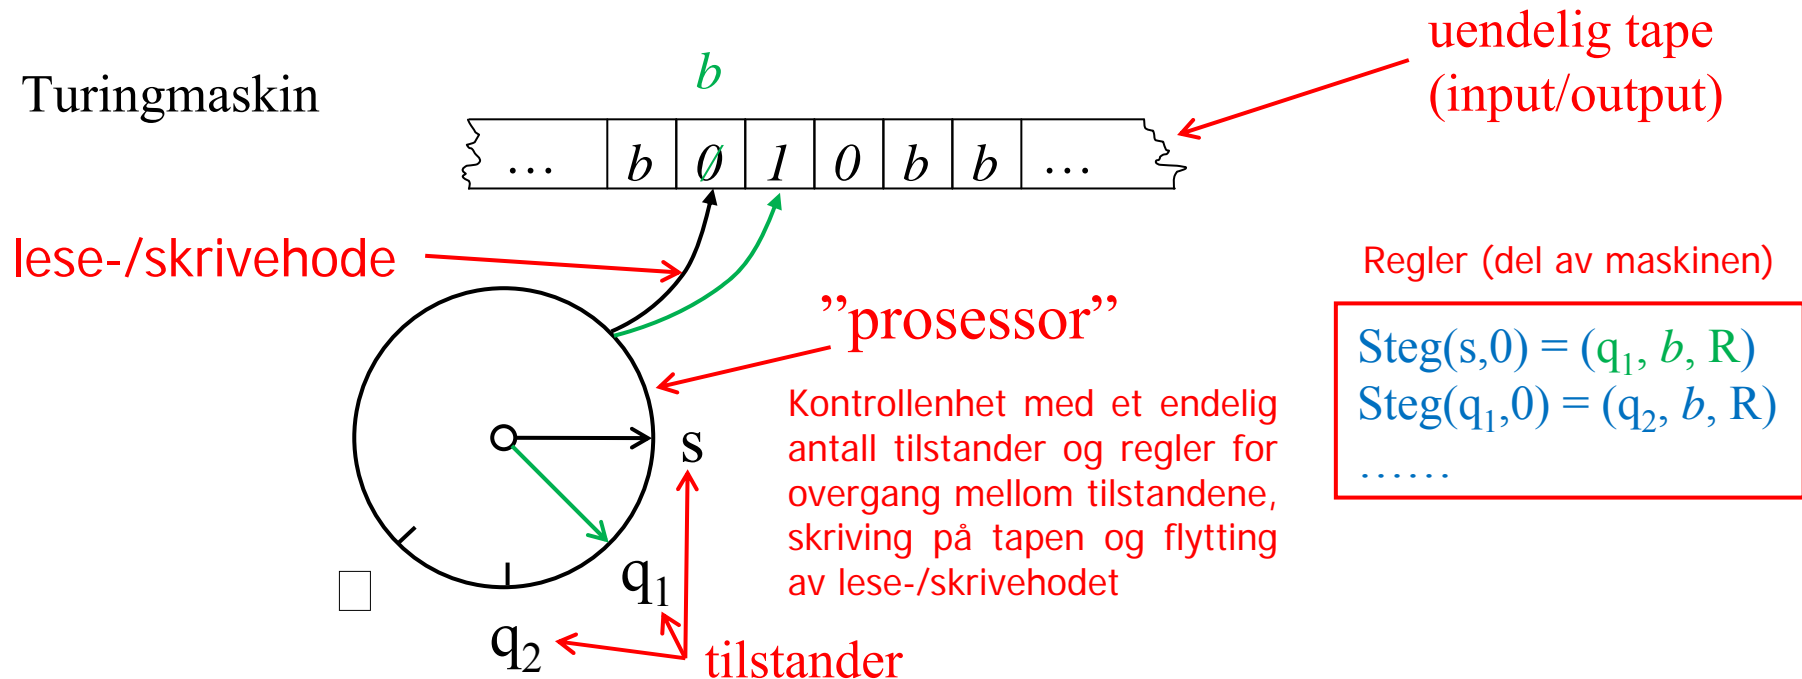 uendelig tape
(input/output)
Turingmaskin
b
… b 0 1 0 b b …
lese-/skrivehode
”prosessor”
Kontrollenhet med et endelig
antall tilstander og regler for
overgang mellom tilstandene,
skriving på tapen og flytting
av lese-/skrivehodet
Regler (del av maskinen)
Steg(s,0) = (q₁, b, R)
Steg(q₁,0) = (q₂, b, R)
……
s
q₁
q₂
tilstander